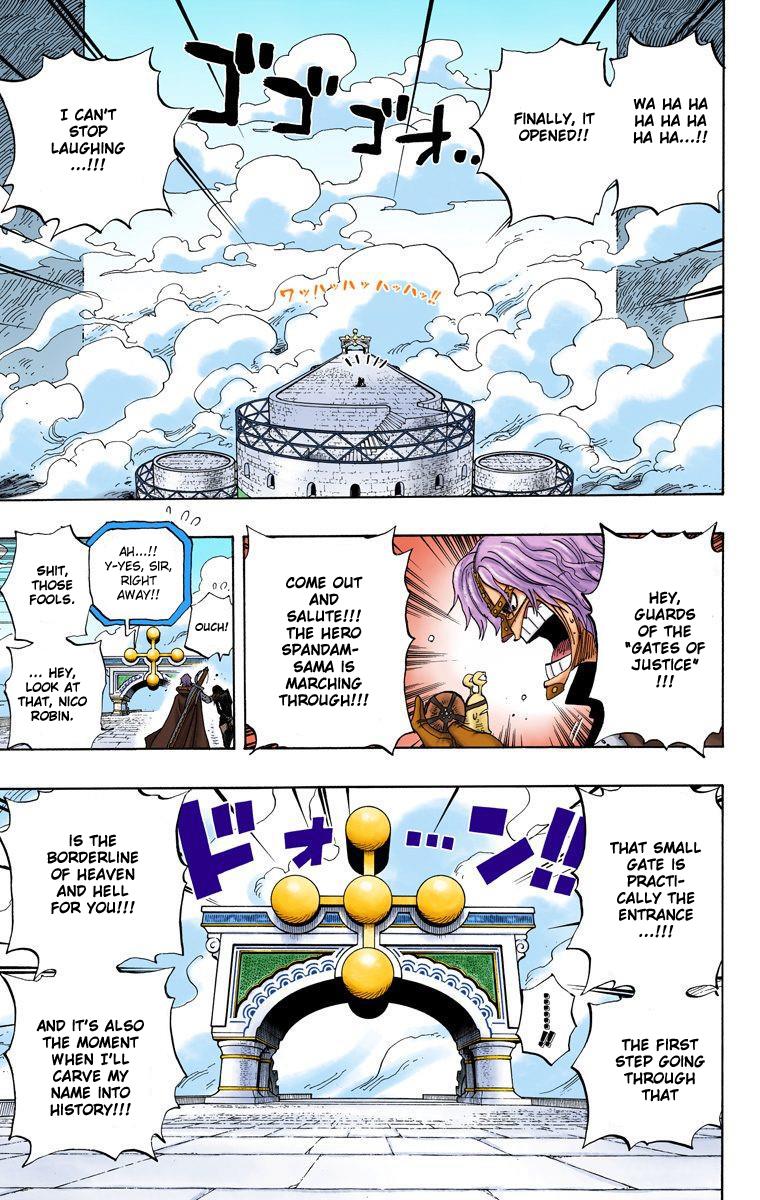 WA HA HA
HA HA HA
HA HA...!!
FINALLY, IT
OPENED!!
ゴゴゴゴォ..
I CAN'T
STOP
LAUGHING
...!!!
ワッハッハッハッハッ!!
HEY,
GUARDS
OF THE
"GATES OF
JUSTICE"
!!!
COME OUT
AND
SALUTE!!!
THE HERO
SPANDAM-
SAMA IS
MARCHING
THROUGH!!!
AH...!!
Y-YES, SIR,
RIGHT
AWAY!!
OUCH!
SHIT,
THOSE
FOOLS.
... HEY,
LOOK AT
THAT, NICO
ROBIN.
THAT SMALL
GATE IS
PRACTI-
CALLY THE
ENTRANCE
...!!!
THE FIRST
STEP GOING
THROUGH
THAT
ドォ...ン!!
......!!
IS THE
BORDERLINE
OF HEAVEN
AND HELL
FOR YOU!!!
AND IT'S ALSO
THE MOMENT
WHEN I'LL
CARVE MY
NAME INTO
HISTORY!!!